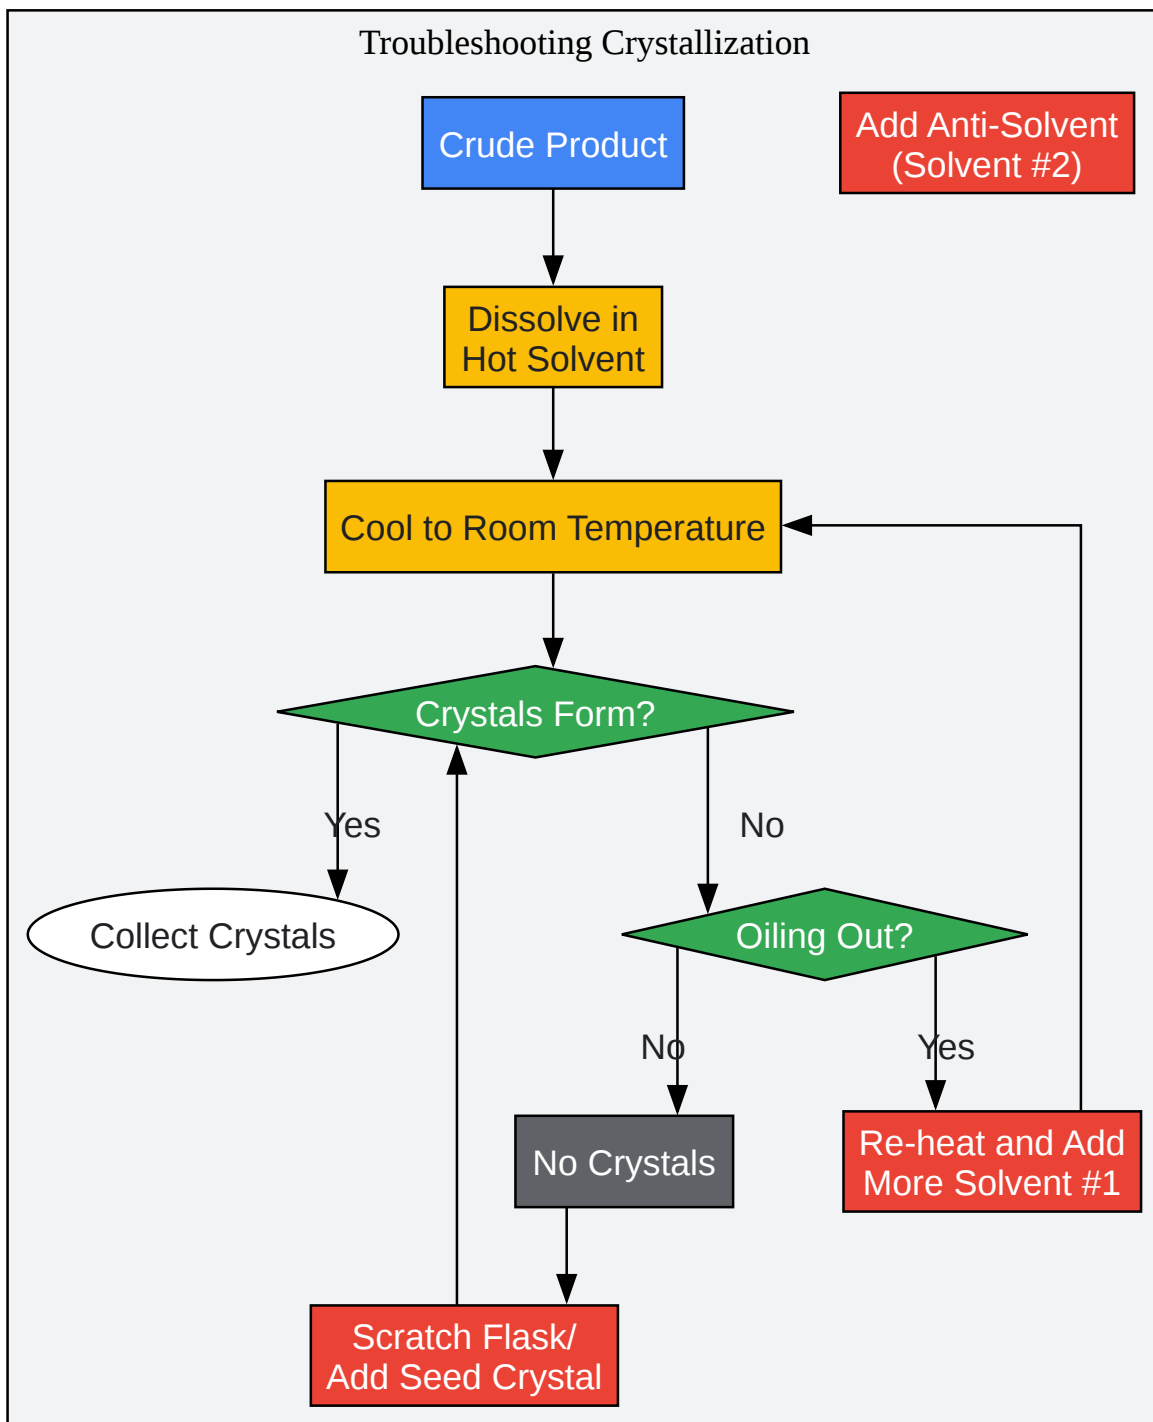 Troubleshooting Crystallization
Crude Product
Add Anti-Solvent
(Solvent #2)
Dissolve in
Hot Solvent
Cool to Room Temperature
Crystals Form?
Yes
No
Collect Crystals
Oiling Out?
No
Yes
No Crystals
Re-heat and Add
More Solvent #1
Scratch Flask/
Add Seed Crystal